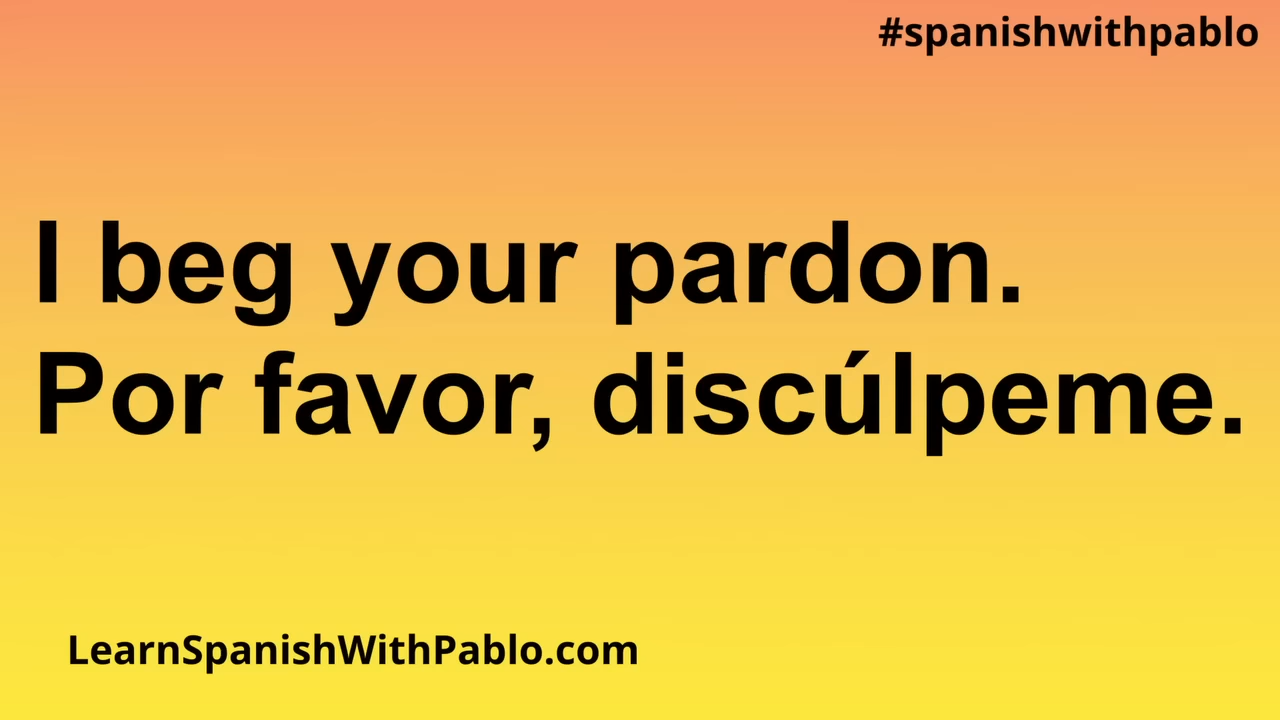 #spanishwithpablo
I beg your pardon.
Por favor, discúlpeme.
LearnSpanishWithPablo.com